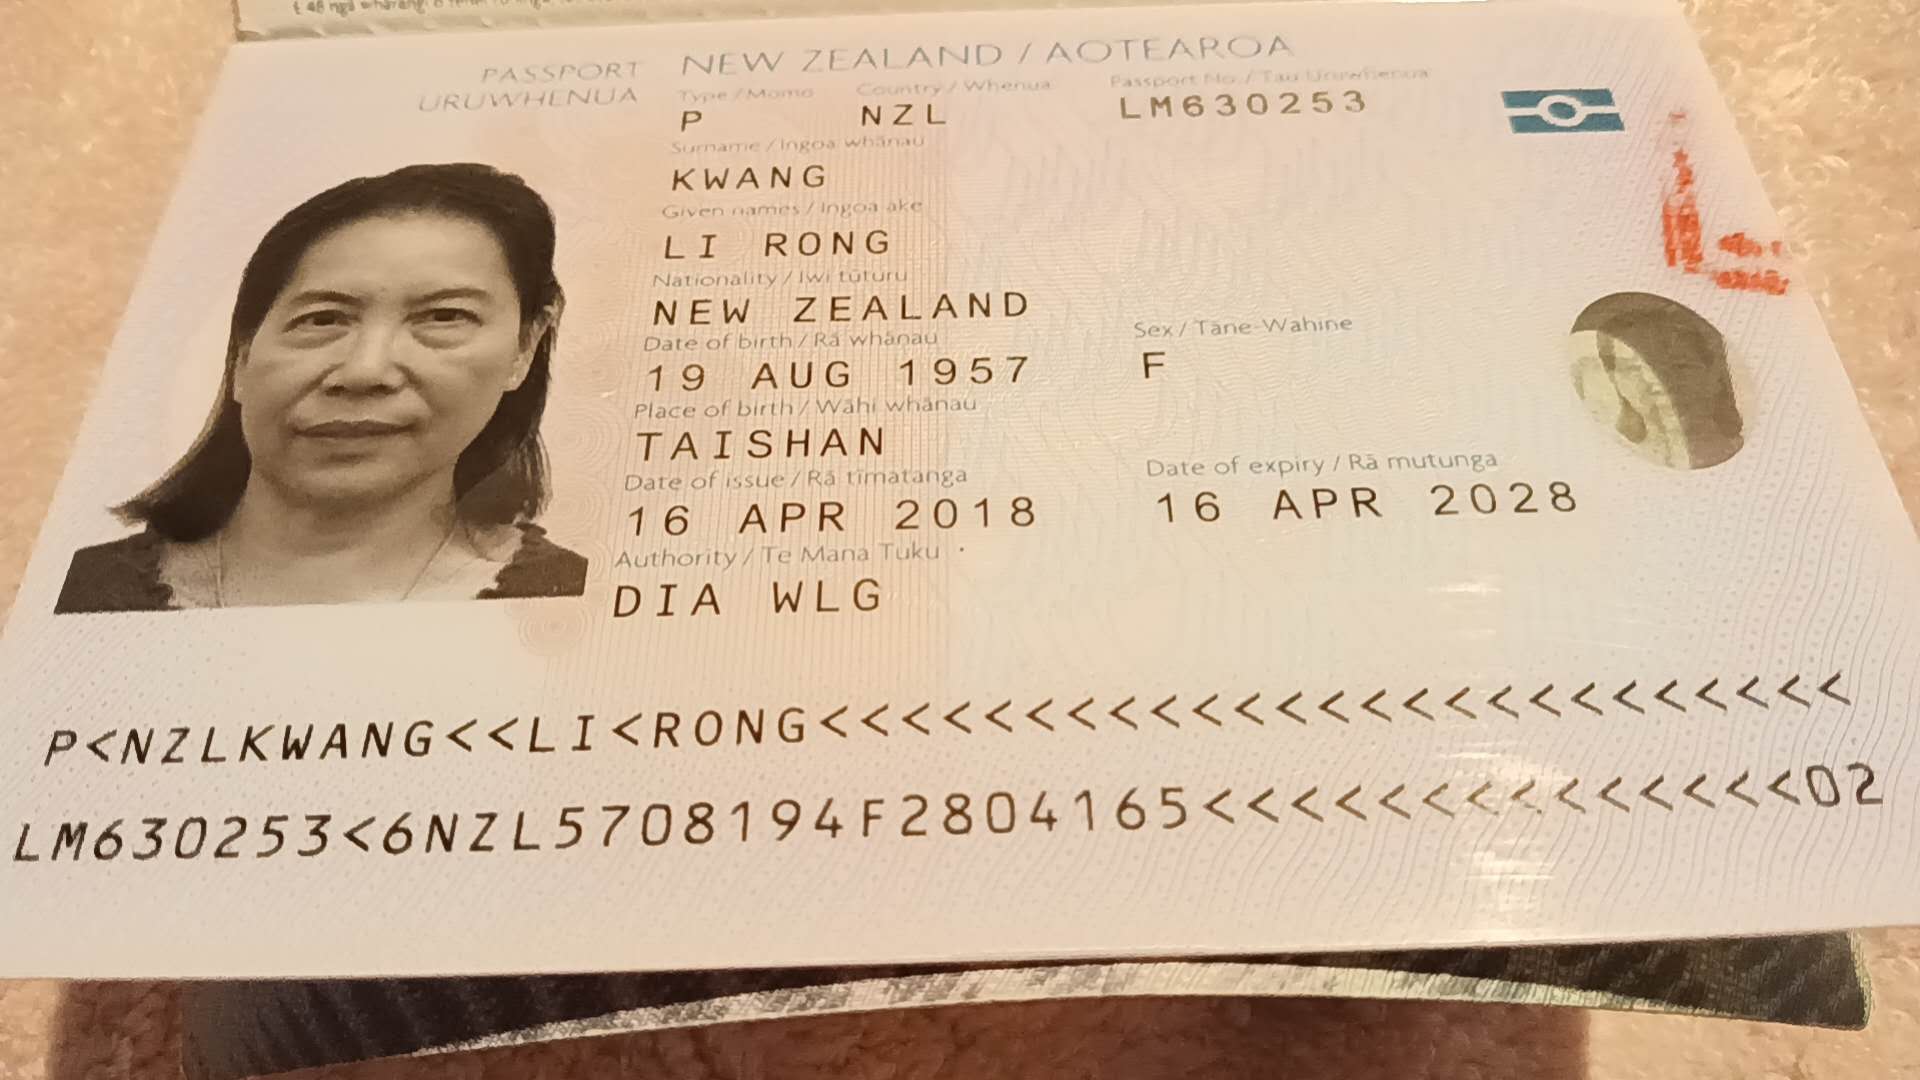 PASSPORT
URUWHENUA
NEW ZEALAND / AOTEAROA
Type / Momo
Country / Whenua
Passport No. / Tau Uruwhenua
P
NZL
LM630253
Surname / Ingoa whānau
KWANG
Given names / Ingoa ake
LI RONG
Nationality / Iwi tūturu
NEW ZEALAND
Date of birth / Rā whānau
Sex / Tāne-Wahine
19 AUG 1957
F
Place of birth / Wāhi whānau
TAISHAN
Date of issue / Rā tīmatanga
Date of expiry / Rā mutunga
16 APR 2018
16 APR 2028
Authority / Te Mana Tuku
DIA WLG
P<NZLKWANG<<LI<RONG<<<<<<<<<<<<<<<<<<<<<<<<<
LM630253<6NZL5708194F2804165<<<<<<<<<<<<<<02